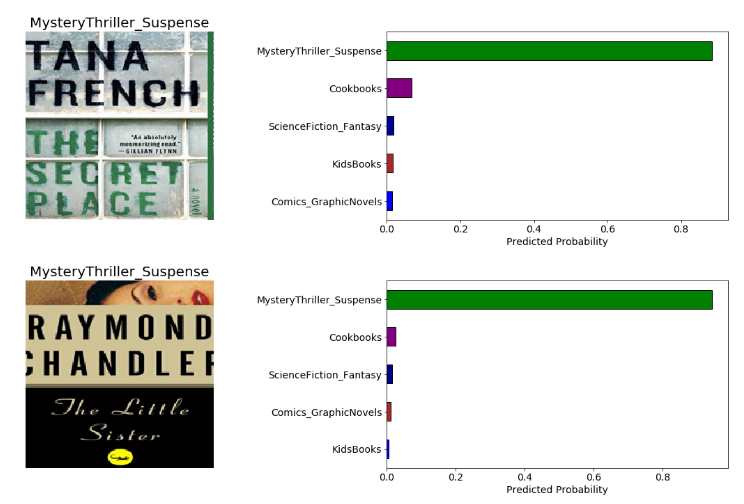 MysteryThriller_Suspense
TANA
FRENCH
"An absolutely
mesmerizing read."
—GILLIAN FLYNN
THE
SECRET
PLACE
a novel
MysteryThriller_Suspense
Cookbooks
ScienceFiction_Fantasy
KidsBooks
Comics_GraphicNovels
0.0 0.2 0.4 0.6 0.8
Predicted Probability
MysteryThriller_Suspense
RAYMOND
CHANDLER
The Little
Sister
MysteryThriller_Suspense
Cookbooks
ScienceFiction_Fantasy
Comics_GraphicNovels
KidsBooks
0.0 0.2 0.4 0.6 0.8
Predicted Probability